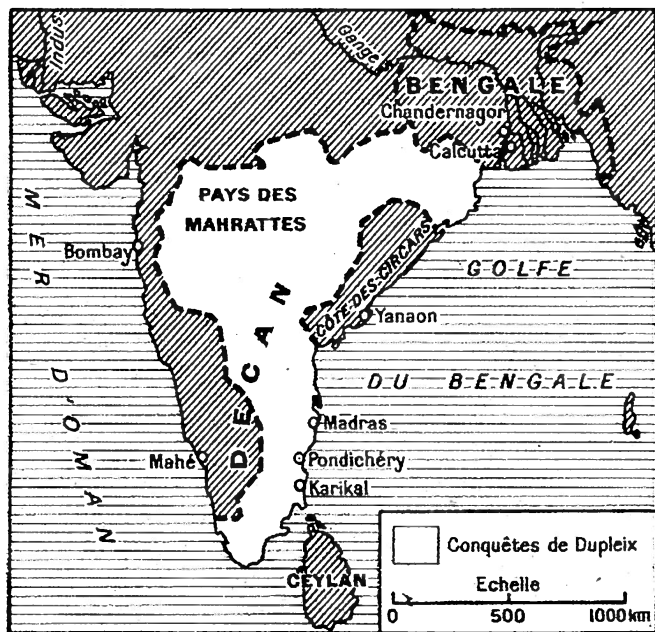 Indus
Gange
BENGALE
Chandernagor
Calcutta
PAYS DES
MAHRATTES
MER
D'OMAN
Bombay
GOLFE
CÔTE-DES-CIRCARS
Yanaon
DECAN
DU BENGALE
Madras
Mahé
Pondichéry
Karikal
CEYLAN
Conquêtes de Dupleix
Echelle
0 500 1000 km